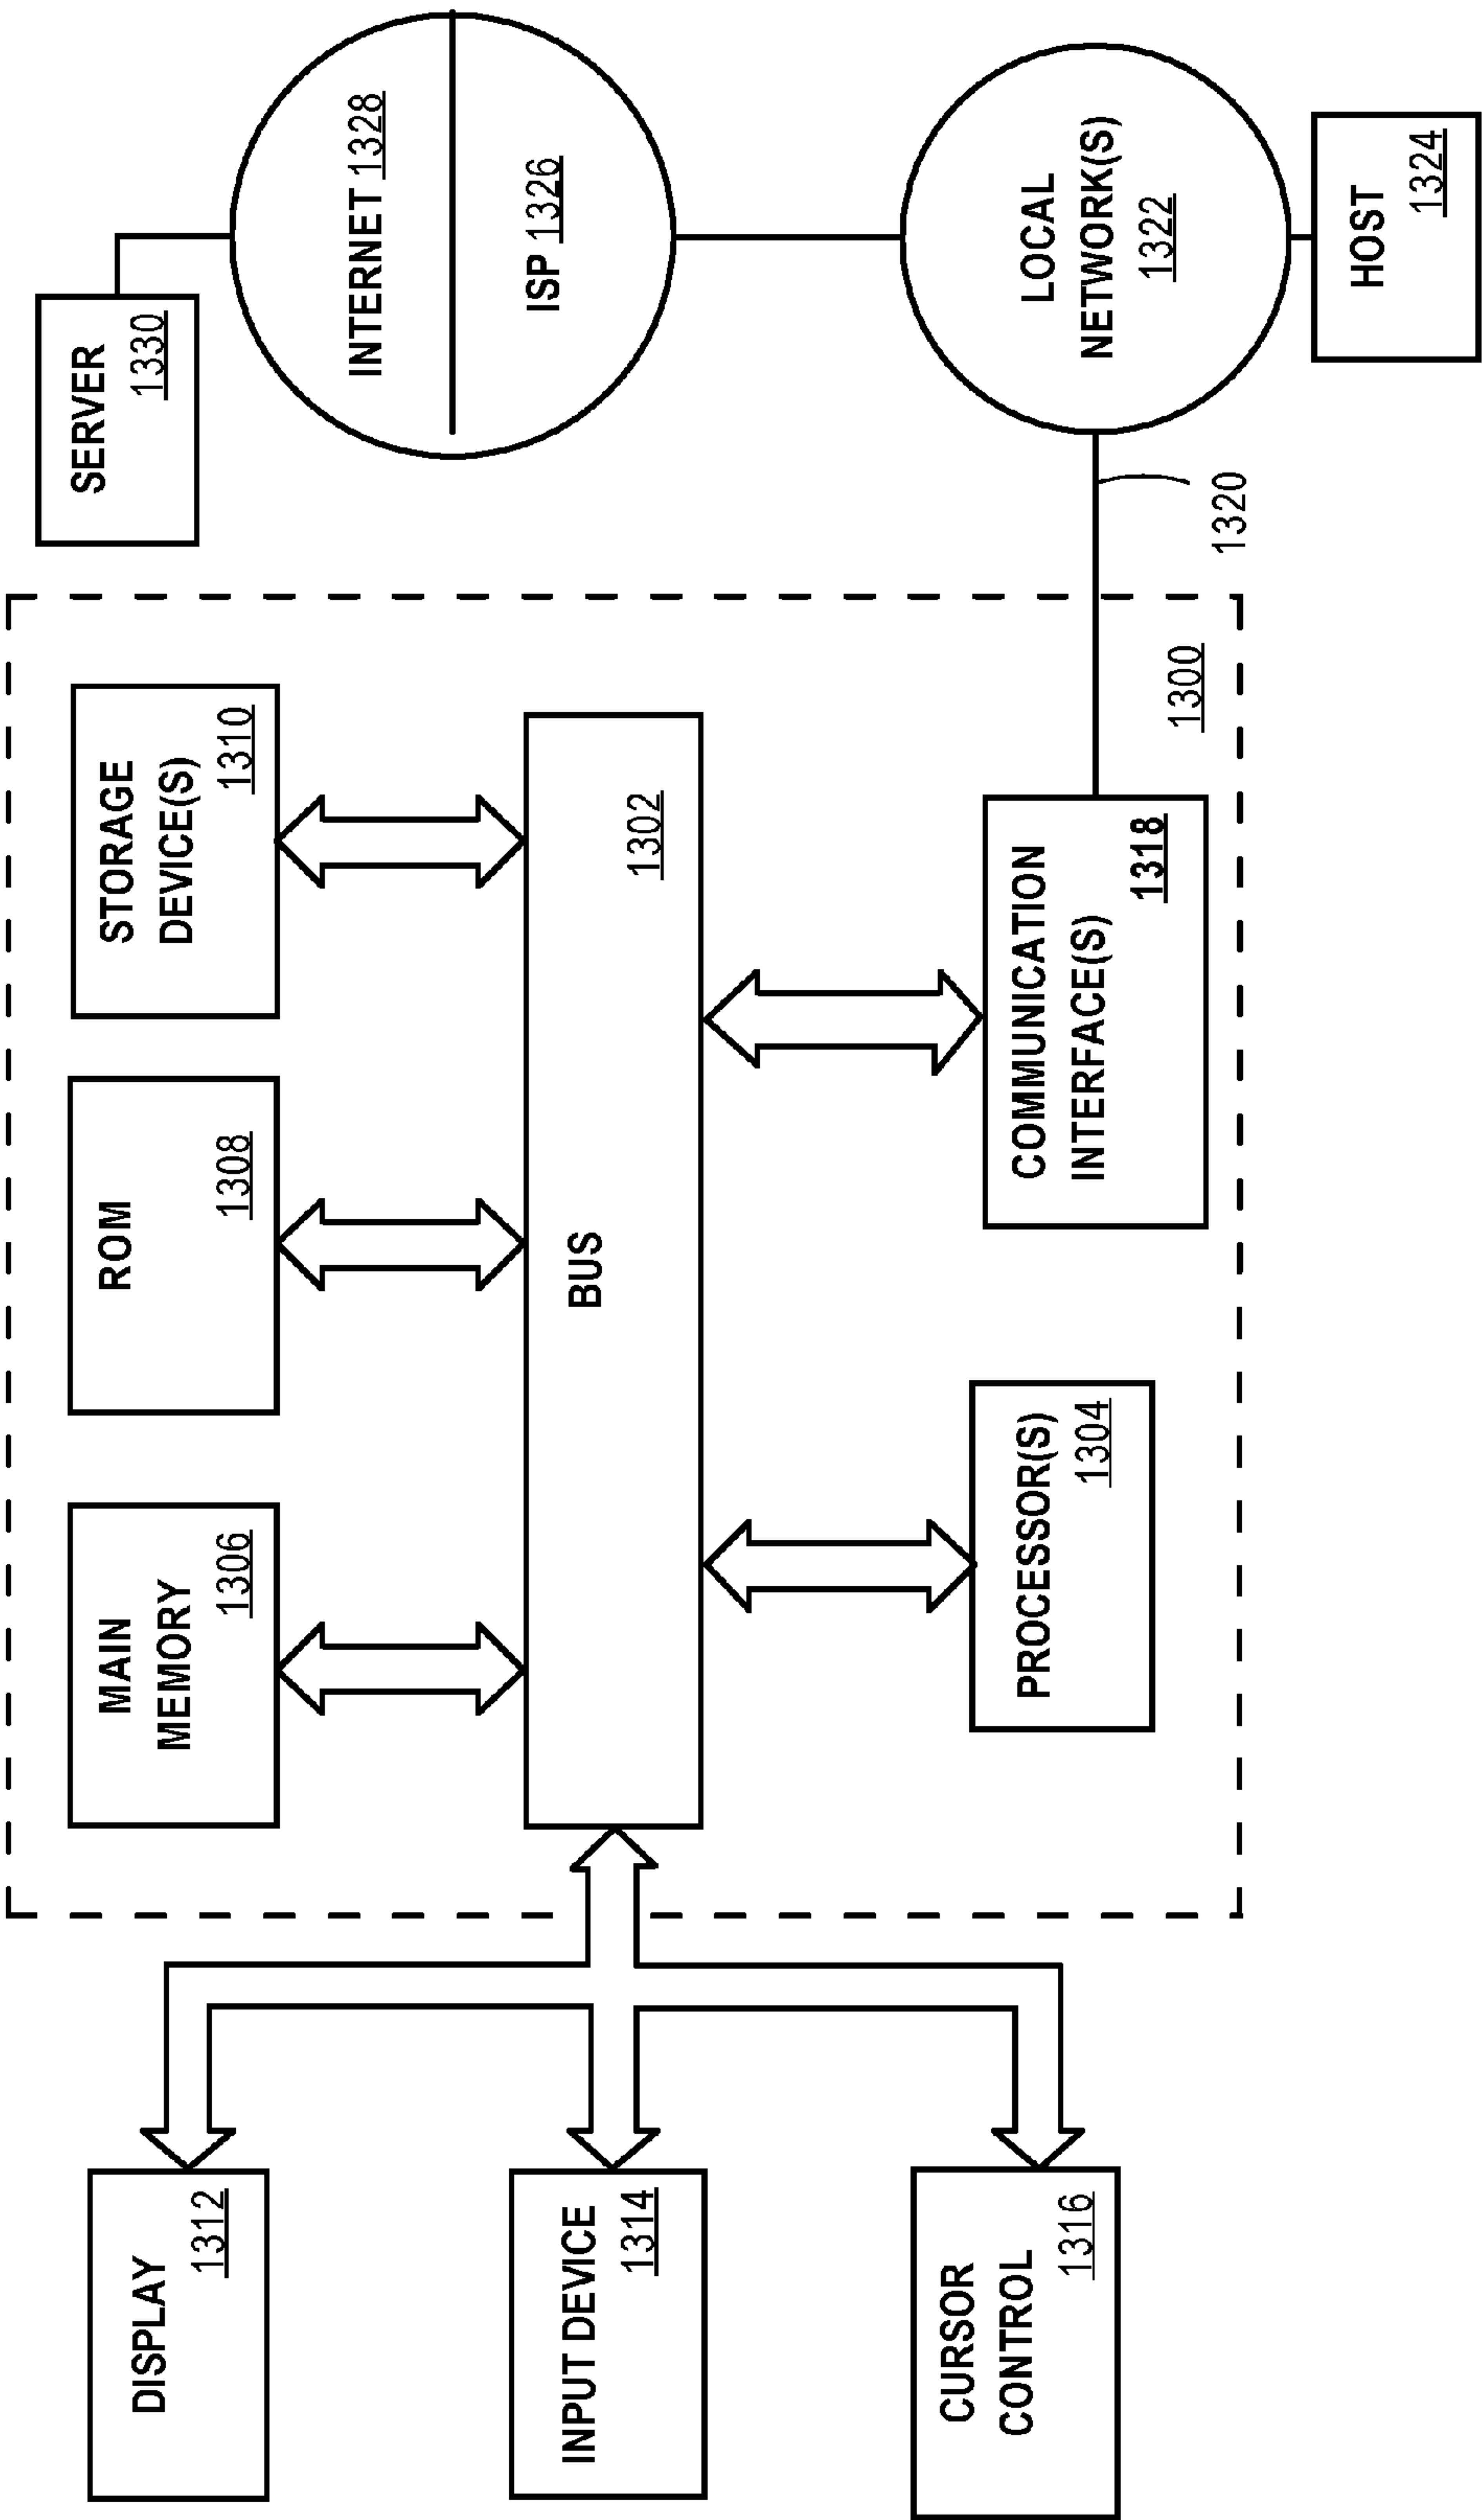 DISPLAY
1312
INPUT DEVICE
1314
CURSOR
CONTROL
1316
MAIN
MEMORY
1306
ROM
1308
STORAGE
DEVICE(S)
1310
BUS
1302
PROCESSOR(S)
1304
COMMUNICATION
INTERFACE(S)
1318
1300
1320
SERVER
1330
INTERNET 1328
ISP 1326
LOCAL
NETWORK(S)
1322
HOST
1324